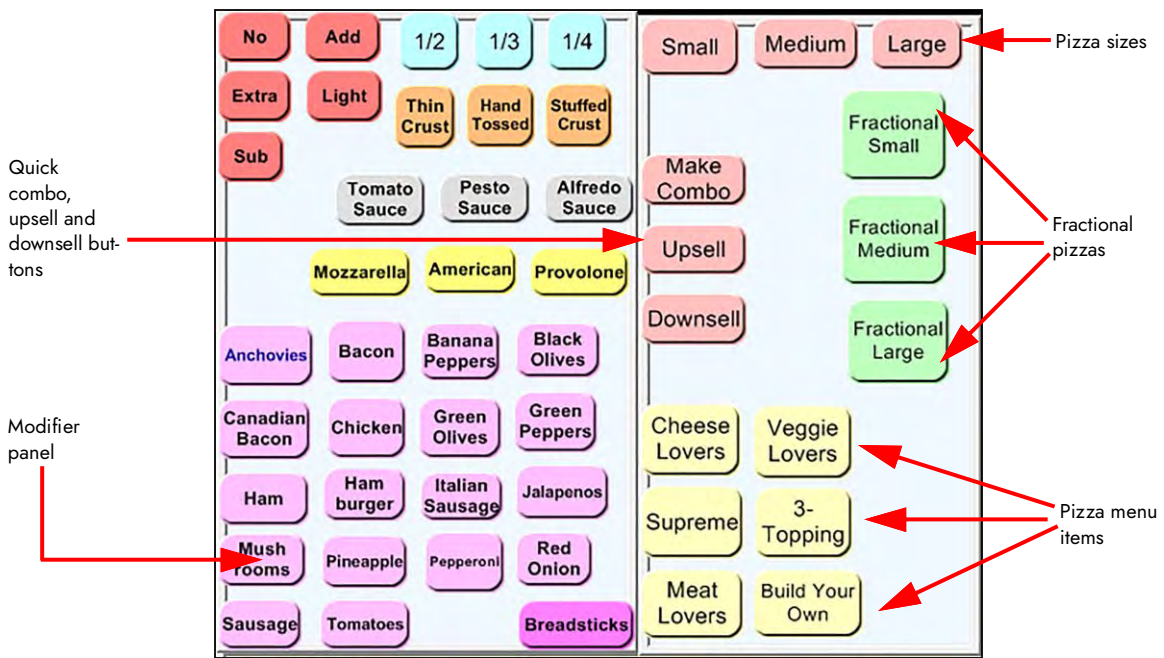 No
Add
1/2
1/3
1/4
Small
Medium
Large
Pizza sizes
Extra
Light
Thin
Crust
Hand
Tossed
Stuffed
Crust
Fractional
Small
Sub
Quick
combo,
upsell and
downsell but-
tons
Make
Combo
Tomato
Sauce
Pesto
Sauce
Alfredo
Sauce
Upsell
Fractional
Medium
Fractional
pizzas
Mozzarella
American
Provolone
Downsell
Fractional
Large
Anchovies
Bacon
Banana
Peppers
Black
Olives
Modifier
panel
Canadian
Bacon
Chicken
Green
Olives
Green
Peppers
Cheese
Lovers
Veggie
Lovers
Ham
Ham
burger
Italian
Sausage
Jalapenos
Supreme
3-
Topping
Pizza menu
items
Mush
rooms
Pineapple
Pepperoni
Red
Onion
Meat
Lovers
Build Your
Own
Sausage
Tomatoes
Breadsticks